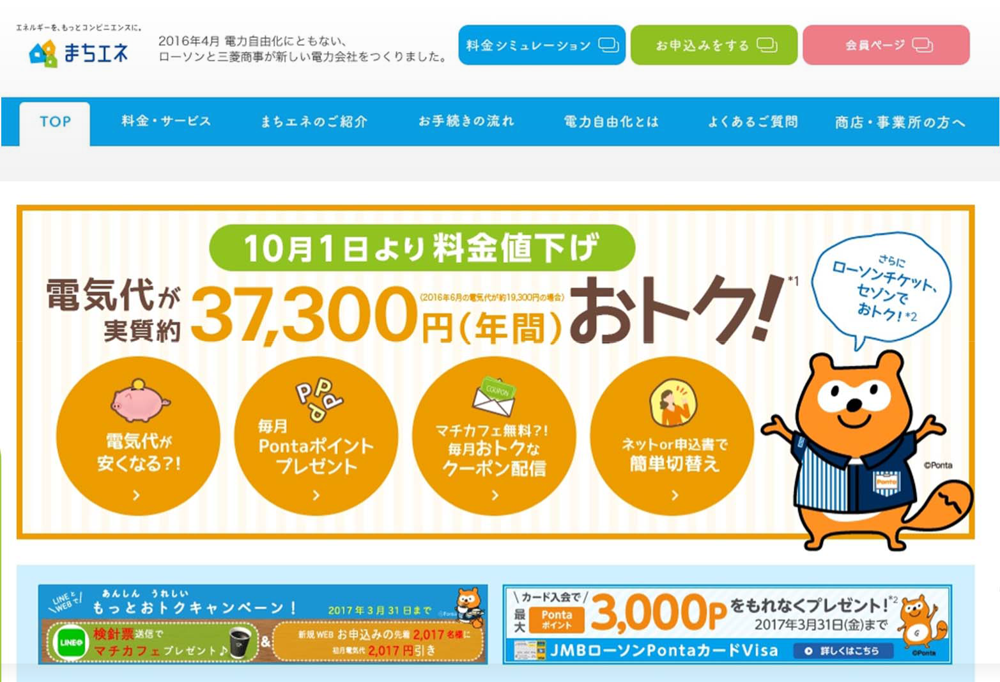 エネルギーを、もっとコンビニエンスに。
まちエネ
2016年4月 電力自由化にともない、
ローソンと三菱商事が新しい電力会社をつくりました。
料金シミュレーション
お申込みをする
会員ページ
TOP
料金・サービス
まちエネのご紹介
お手続きの流れ
電力自由化とは
よくあるご質問
商店・事業所の方へ
10月1日より料金値下げ
電気代が
実質約
37,300
(2016年6月の電気代が約19,300円の場合)
円(年間)
おトク!*1
さらに
ローソンチケット、
セゾンで
おトク!*2
電気代が
安くなる?!
PPPP
毎月
Pontaポイント
プレゼント
COUPON
マチカフェ無料?!
毎月おトクな
クーポン配信
ネットor申込書で
簡単切替え
Ponta
©Ponta
LINEと
WEBで!
あんしん うれしい
もっとおトクキャンペーン!
2017年3月31日まで
©Ponta
LINE@
検針票送信で
マチカフェプレゼント♪
&
新規WEBお申込みの先着2,017名様に
初月電気代2,017円引き
カード入会で
最大
Ponta
ポイント
3,000P
をもれなくプレゼント!*2
2017年3月31日(金)まで
JMBローソンPontaカードVisa
詳しくはこちら
©Ponta